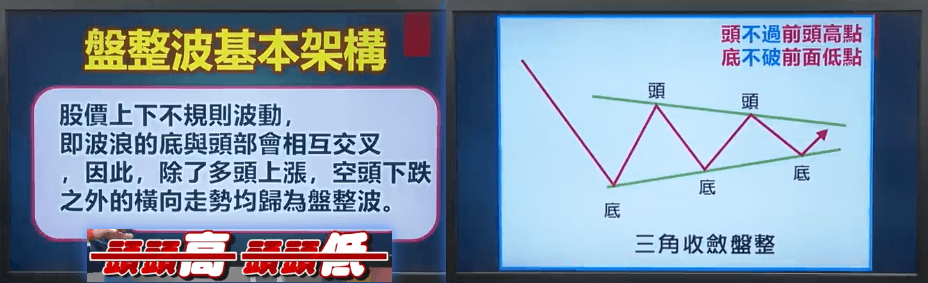 盤整波基本架構
股價上下不規則波動,
即波浪的底與頭部會相互交叉
,因此,除了多頭上漲,空頭下跌
之外的橫向走勢均歸為盤整波。
頭頭高 頭頭低
頭不過前頭高點
底不破前面低點
頭
頭
底
底
底
三角收斂盤整